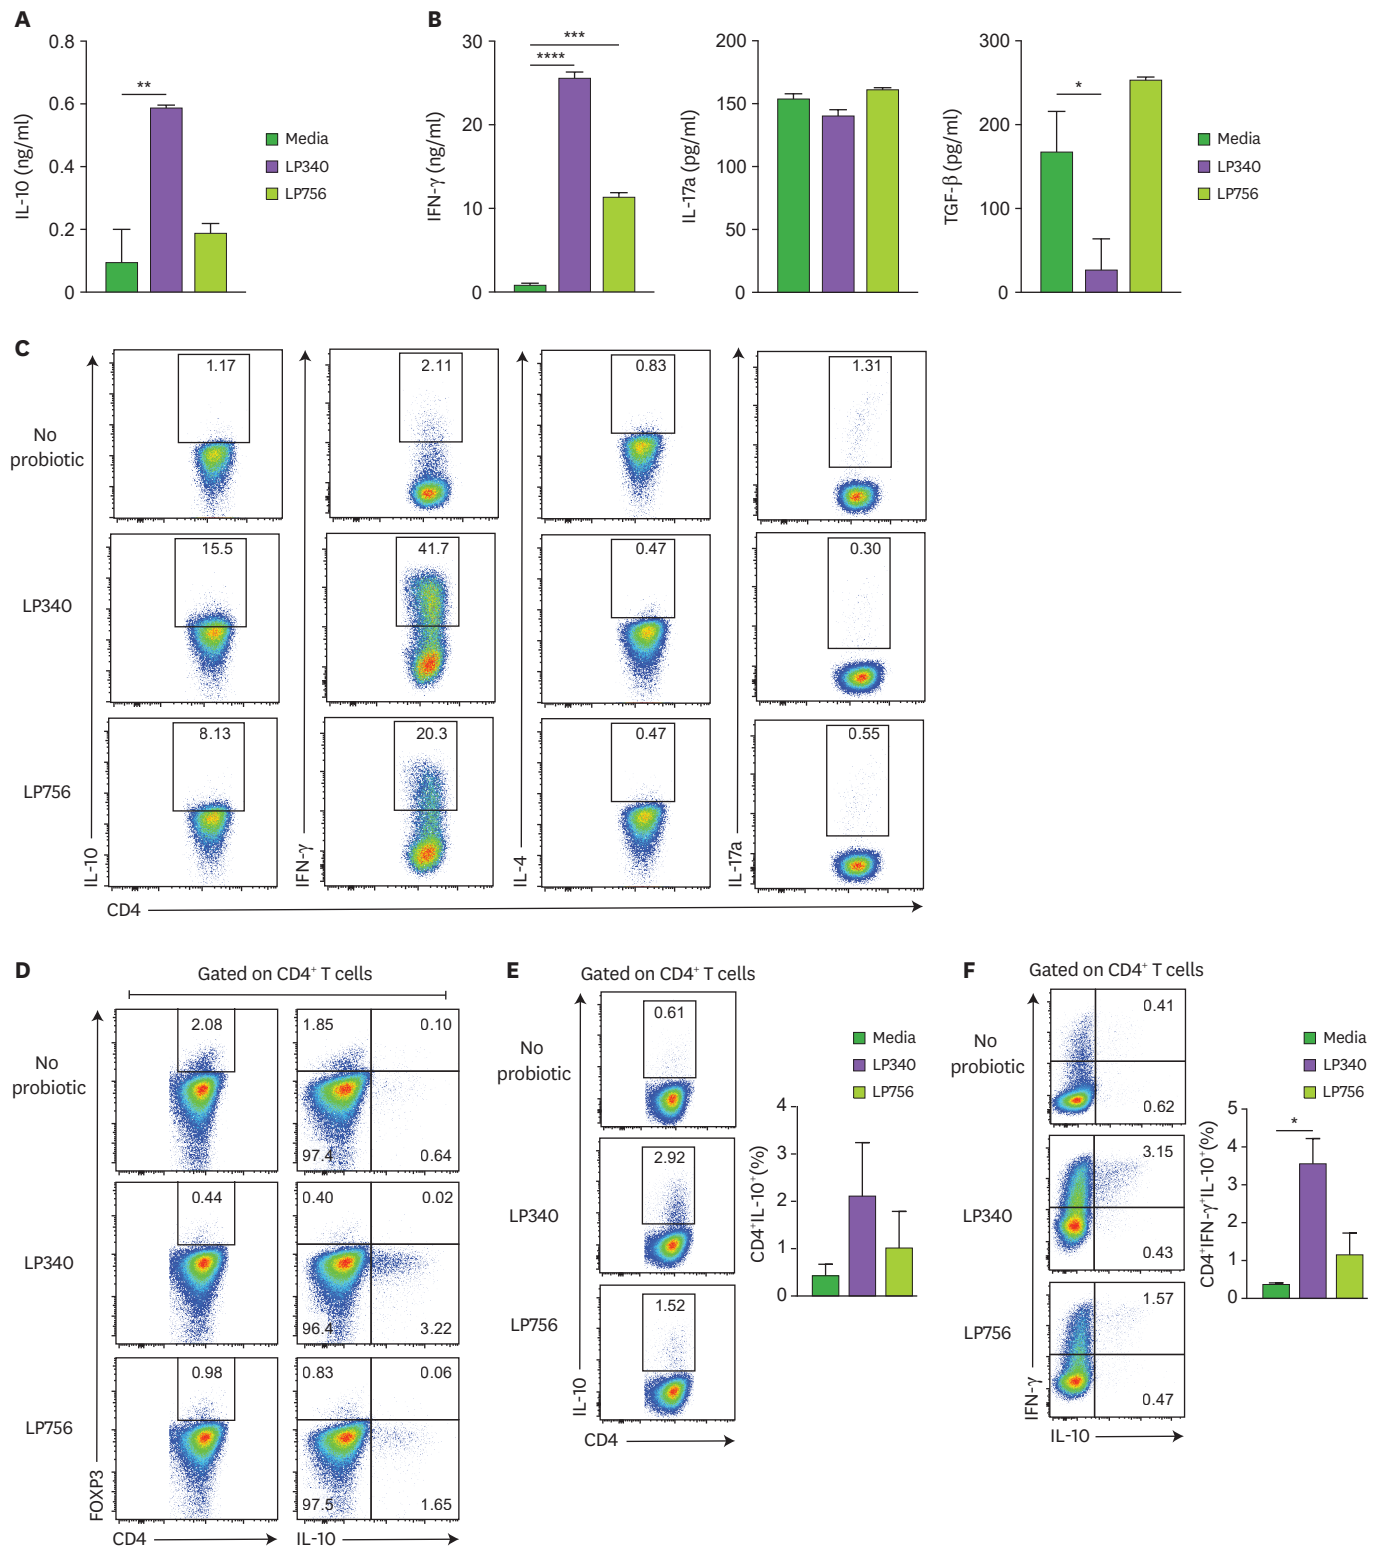 A
0.8
0.6
0.4
0.2
0
IL-10 (ng/ml)
**
Media
LP340
LP756
B
30
20
10
0
IFN-γ (ng/ml)
***
****
200
150
100
50
0
IL-17a (pg/ml)
300
200
100
0
TGF-β (pg/ml)
*
Media
LP340
LP756
C
No
probiotic
1.17
2.11
0.83
1.31
LP340
15.5
41.7
0.47
0.30
LP756
8.13
20.3
0.47
0.55
IL-10
IFN-γ
IL-4
IL-17a
CD4
D
Gated on CD4⁺ T cells
No
probiotic
2.08
1.85
0.10
97.4
0.64
LP340
0.44
0.40
0.02
96.4
3.22
LP756
0.98
0.83
0.06
97.5
1.65
FOXP3
CD4
IL-10
E
Gated on CD4⁺ T cells
No
probiotic
0.61
LP340
2.92
LP756
1.52
IL-10
CD4
Media
LP340
LP756
4
3
2
1
0
CD4⁺IL-10⁺(%)
F
Gated on CD4⁺ T cells
No
probiotic
0.41
0.62
LP340
3.15
0.43
LP756
1.57
0.47
IFN-γ
IL-10
Media
LP340
LP756
5
4
3
2
1
0
CD4⁺IFN-γ⁺IL-10⁺(%)
*